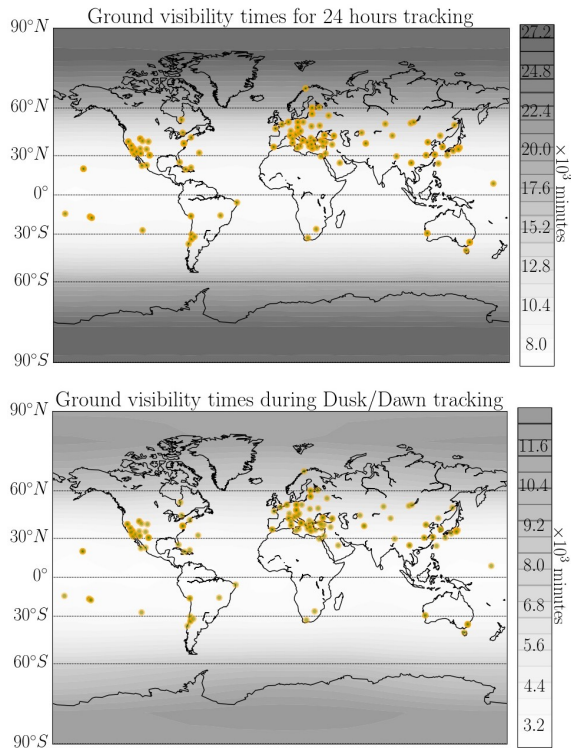 Ground visibility times for 24 hours tracking
90°N
60°N
30°N
0°
30°S
60°S
90°S
27.2
24.8
22.4
20.0
17.6
15.2
12.8
10.4
8.0
×10³ minutes
Ground visibility times during Dusk/Dawn tracking
90°N
60°N
30°N
0°
30°S
60°S
90°S
11.6
10.4
9.2
8.0
6.8
5.6
4.4
3.2
×10³ minutes